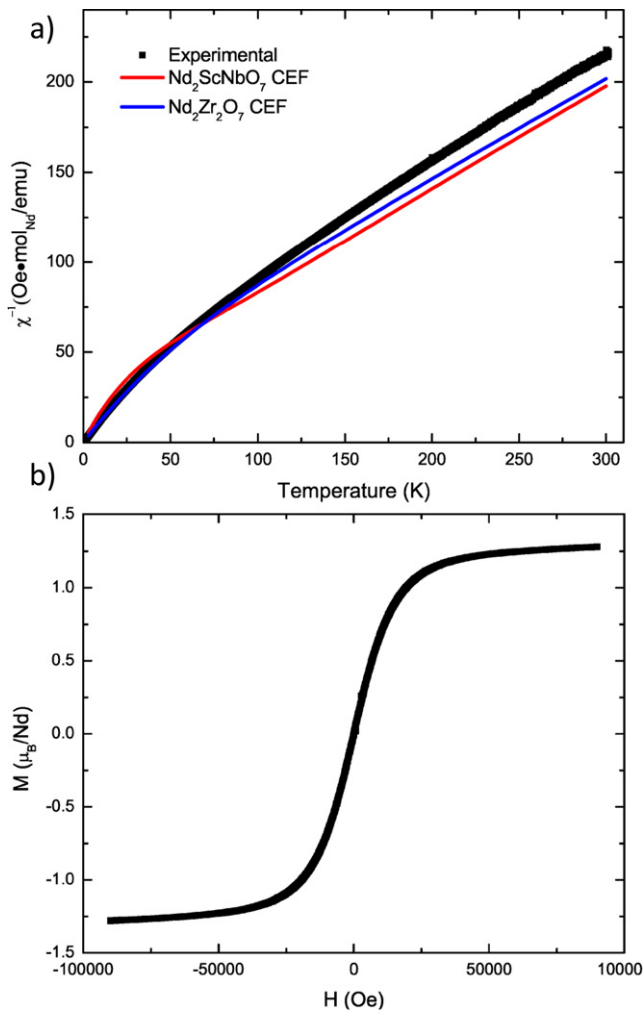 a)
Experimental
Nd₂ScNbO₇ CEF
Nd₂Zr₂O₇ CEF
200
150
100
50
0
χ⁻¹(Oe•mol_Nd/emu)
0 50 100 150 200 250 300
Temperature (K)
b)
1.5
1.0
0.5
0.0
-0.5
-1.0
-1.5
M (μ_B/Nd)
-100000 -50000 0 50000 10000
H (Oe)